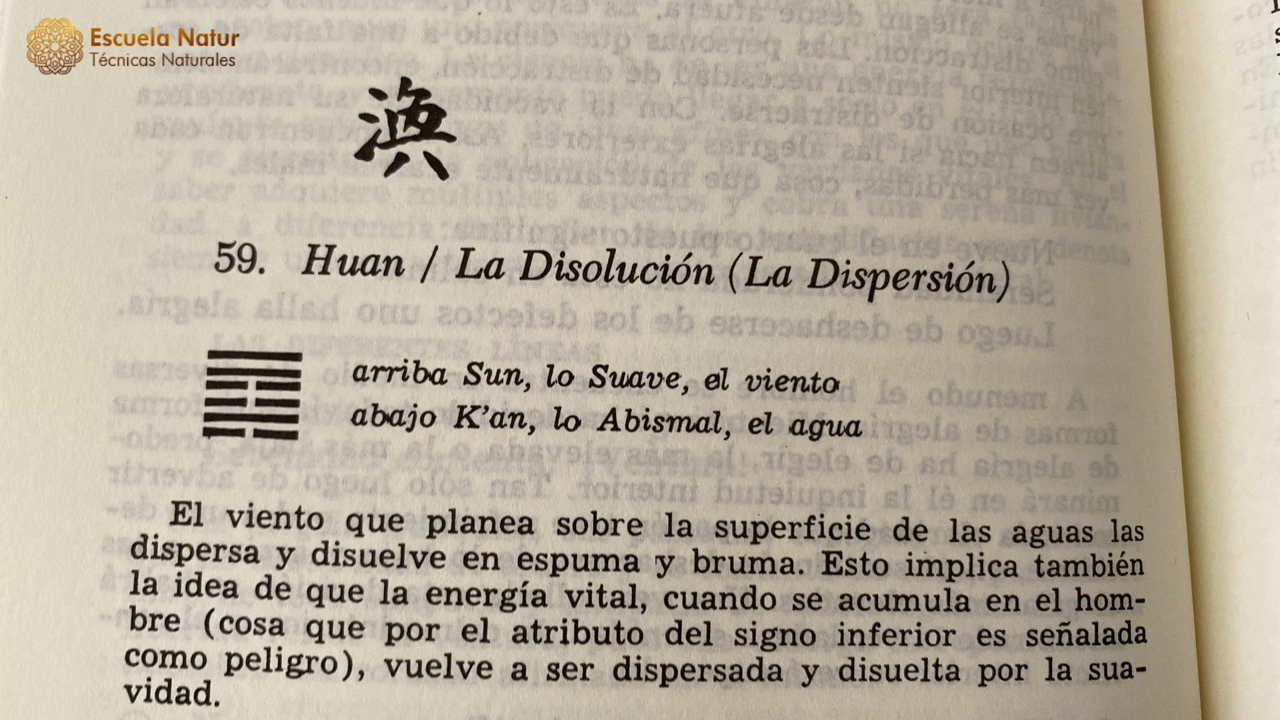 Escuela Natur
Técnicas Naturales
渙
59. Huan / La Disolución (La Dispersión)
arriba Sun, lo Suave, el viento
abajo K'an, lo Abismal, el agua
El viento que planea sobre la superficie de las aguas las
dispersa y disuelve en espuma y bruma. Esto implica también
la idea de que la energía vital, cuando se acumula en el hom-
bre (cosa que por el atributo del signo inferior es señalada
como peligro), vuelve a ser dispersada y disuelta por la sua-
vidad.